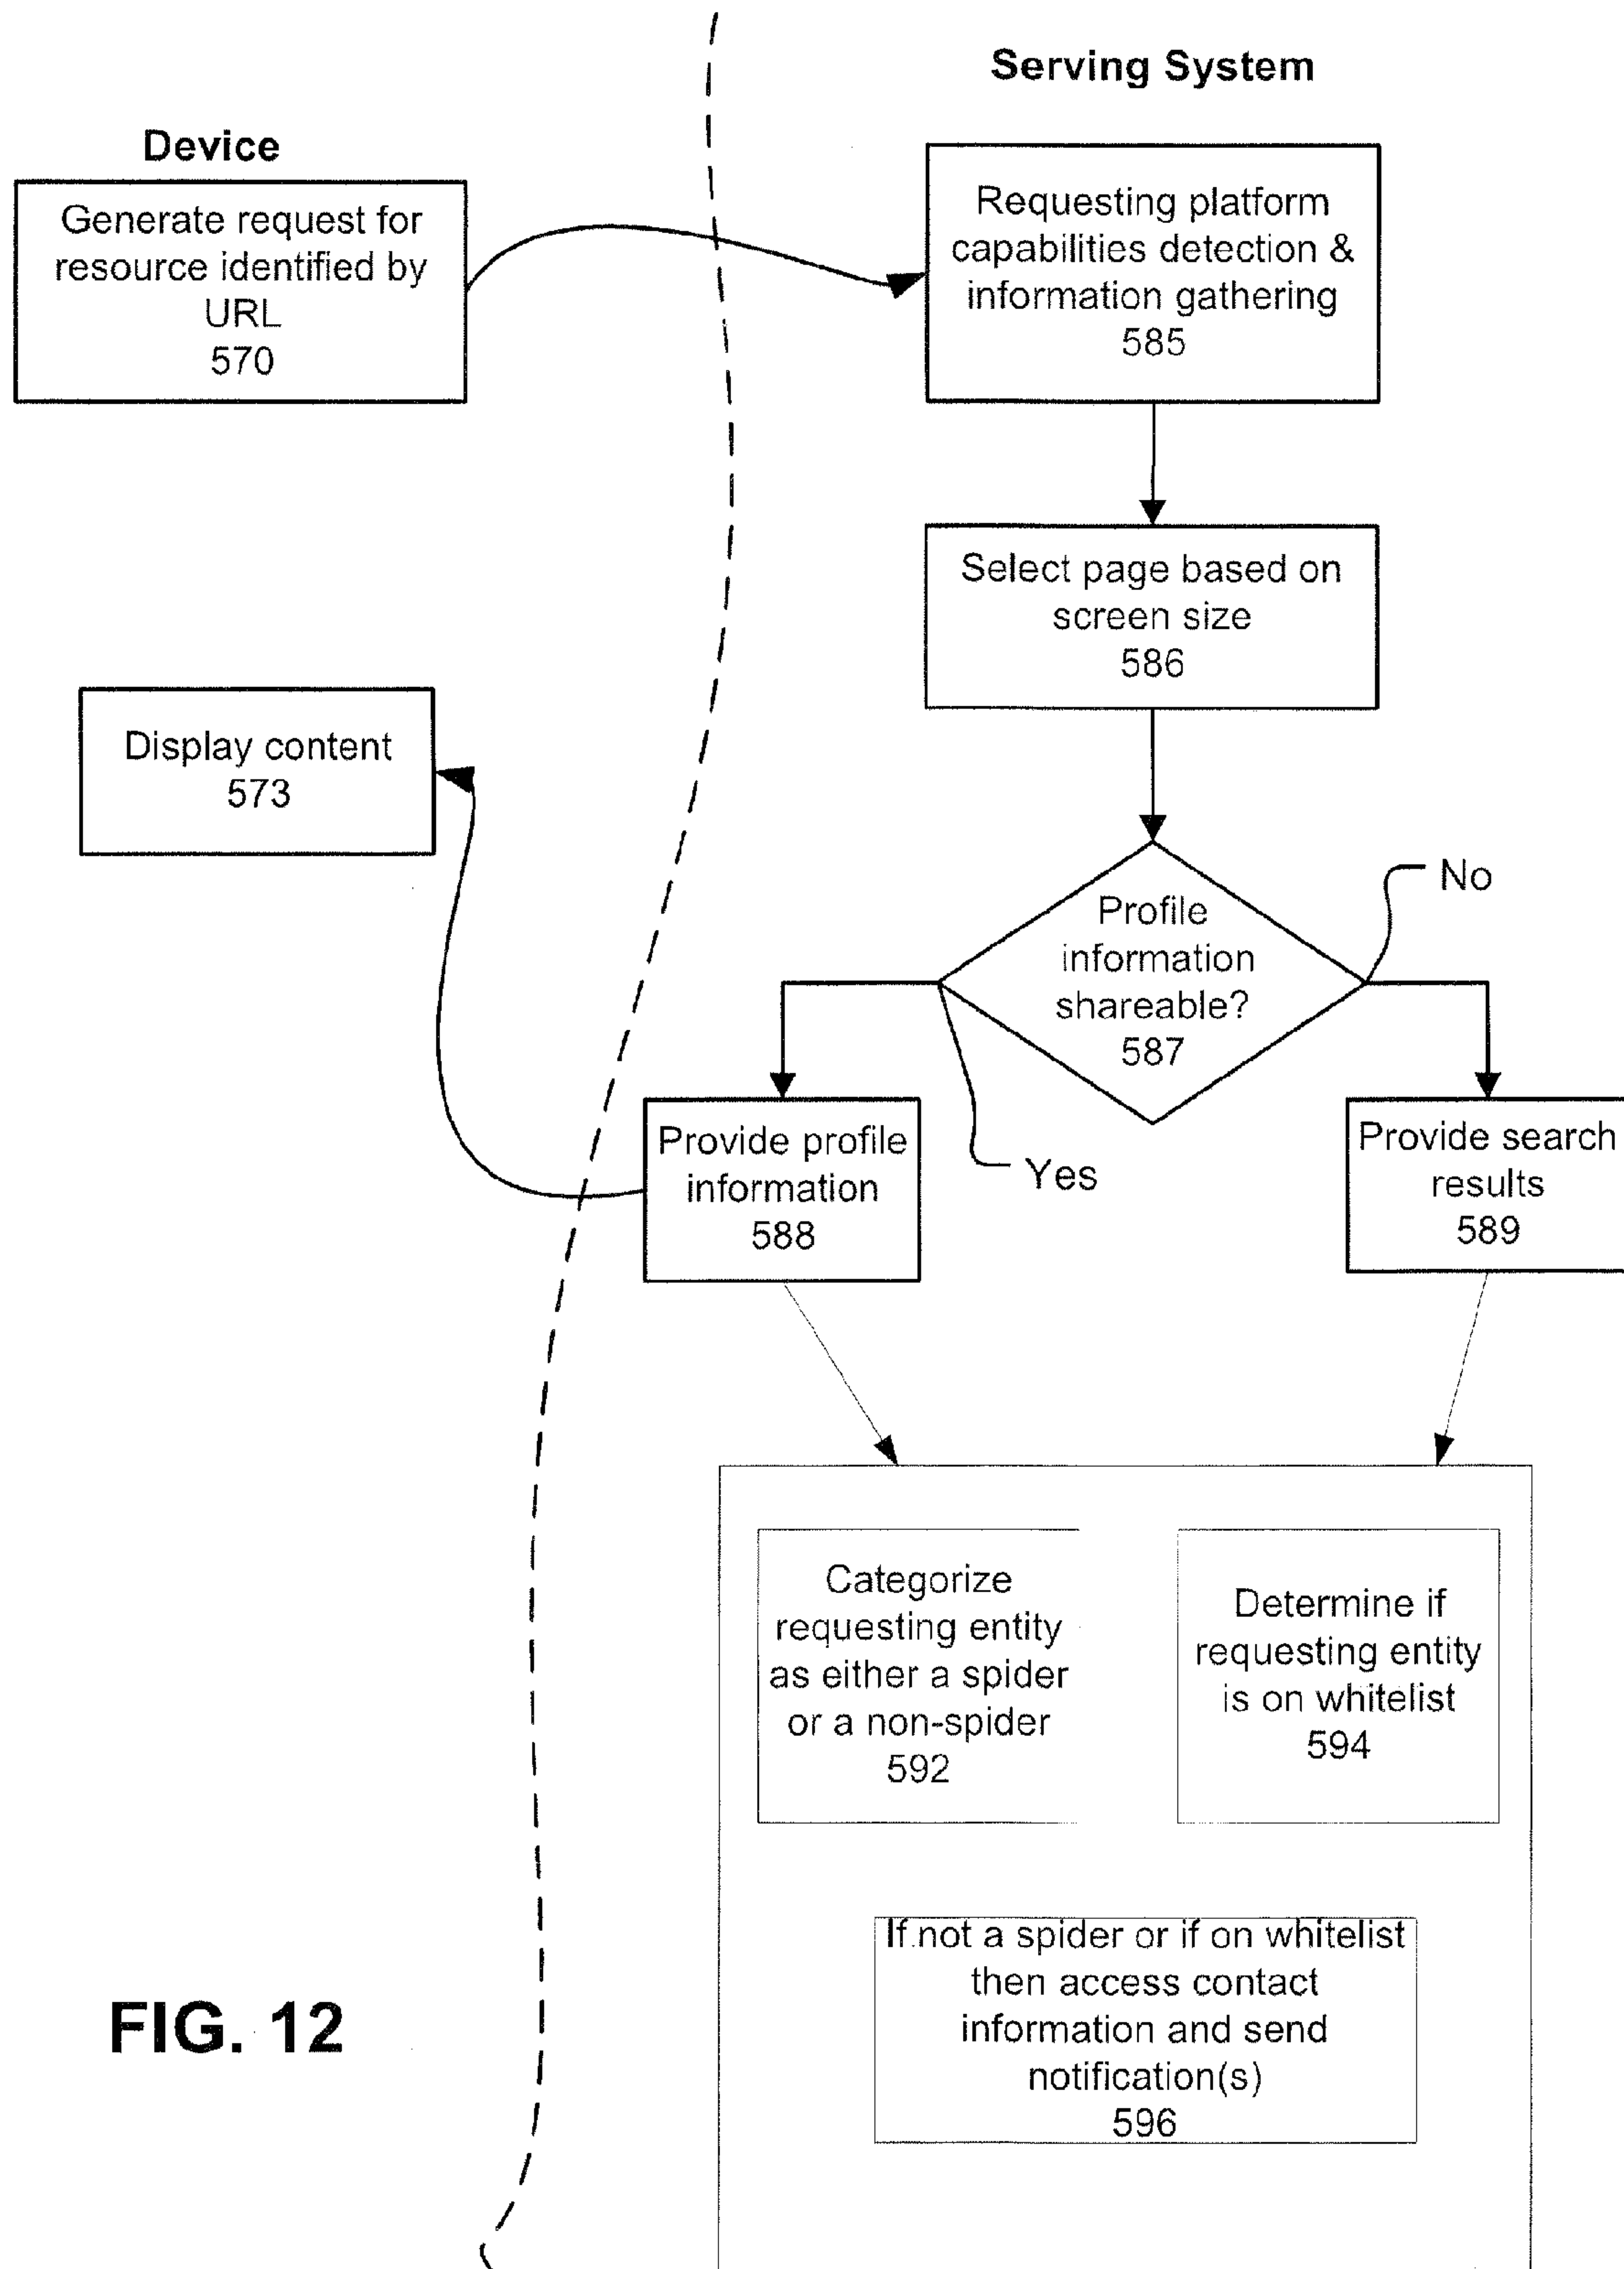 Serving System
Device
Generate request for
resource identified by
URL
570
Requesting platform
capabilities detection &
information gathering
585
Select page based on
screen size
586
Display content
573
No
Profile
information
shareable?
587
Provide profile
information
588
Yes
Provide search
results
589
Categorize
requesting entity
as either a spider
or a non-spider
592
Determine if
requesting entity
is on whitelist
594
If not a spider or if on whitelist
then access contact
information and send
notification(s)
596
FIG. 12